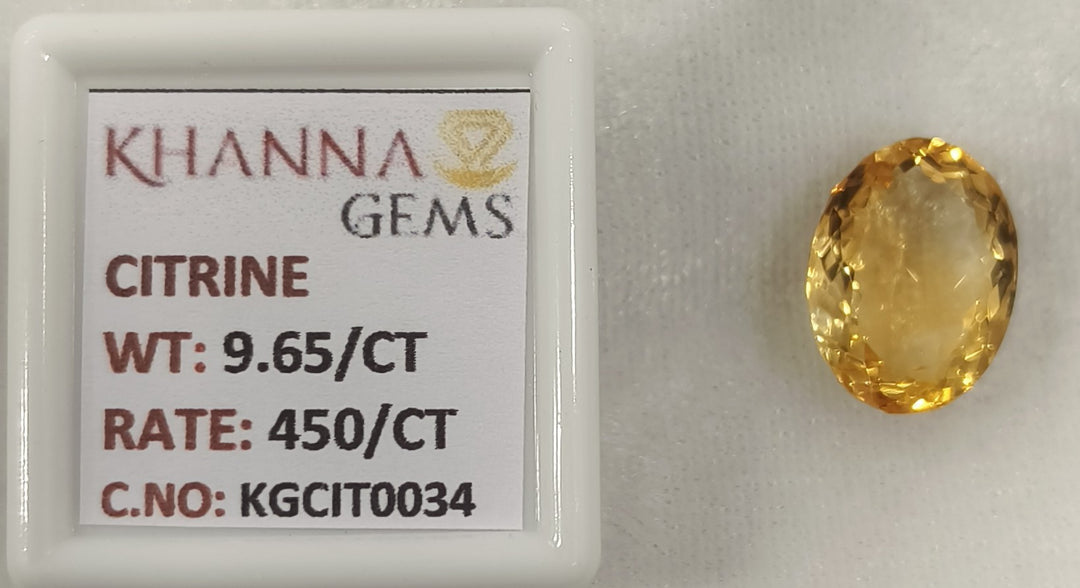 KHANNA
GEMS
CITRINE
WT: 9.65/CT
RATE: 450/CT
C.NO: KGCIT0034